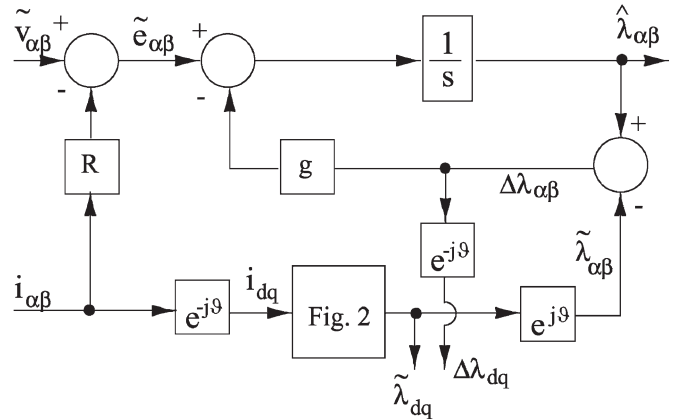 ṽαβ + ẽαβ + 1/s λ̂αβ
- - +
R g Δλαβ -
e^-jϑ λ̃αβ
iαβ e^-jϑ idq Fig. 2 e^jϑ
λ̃dq Δλdq